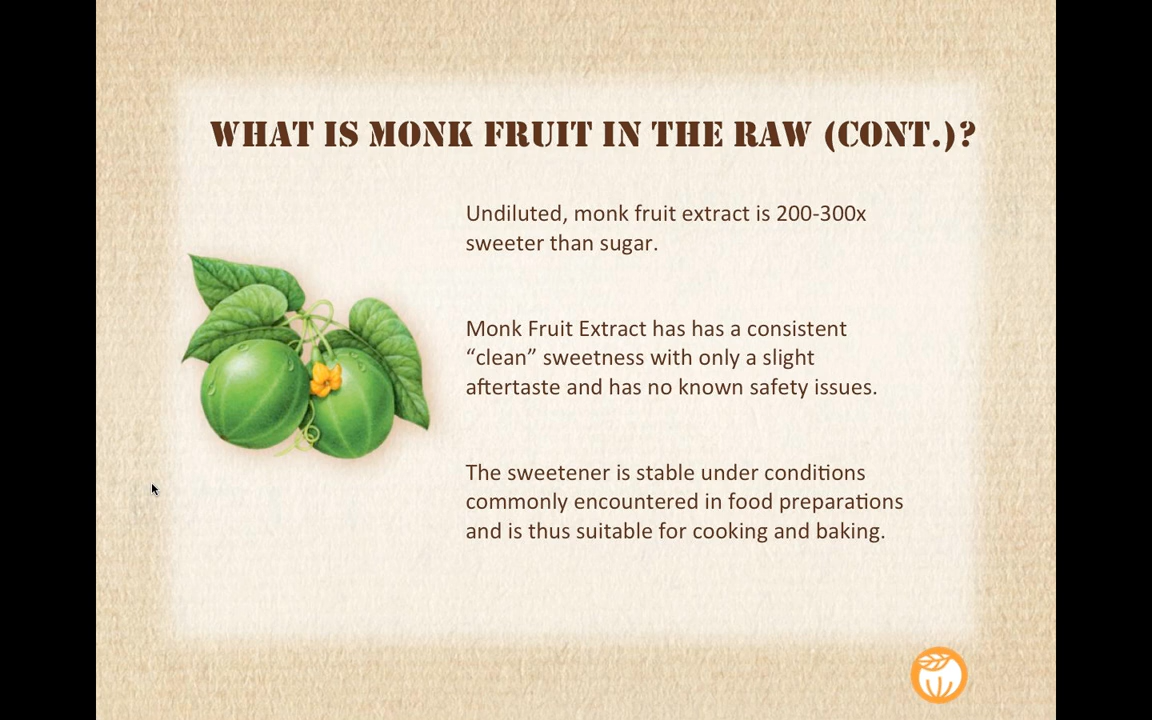 WHAT IS MONK FRUIT IN THE RAW (CONT.)?
Undiluted, monk fruit extract is 200-300x
sweeter than sugar.
Monk Fruit Extract has has a consistent
“clean” sweetness with only a slight
aftertaste and has no known safety issues.
The sweetener is stable under conditions
commonly encountered in food preparations
and is thus suitable for cooking and baking.